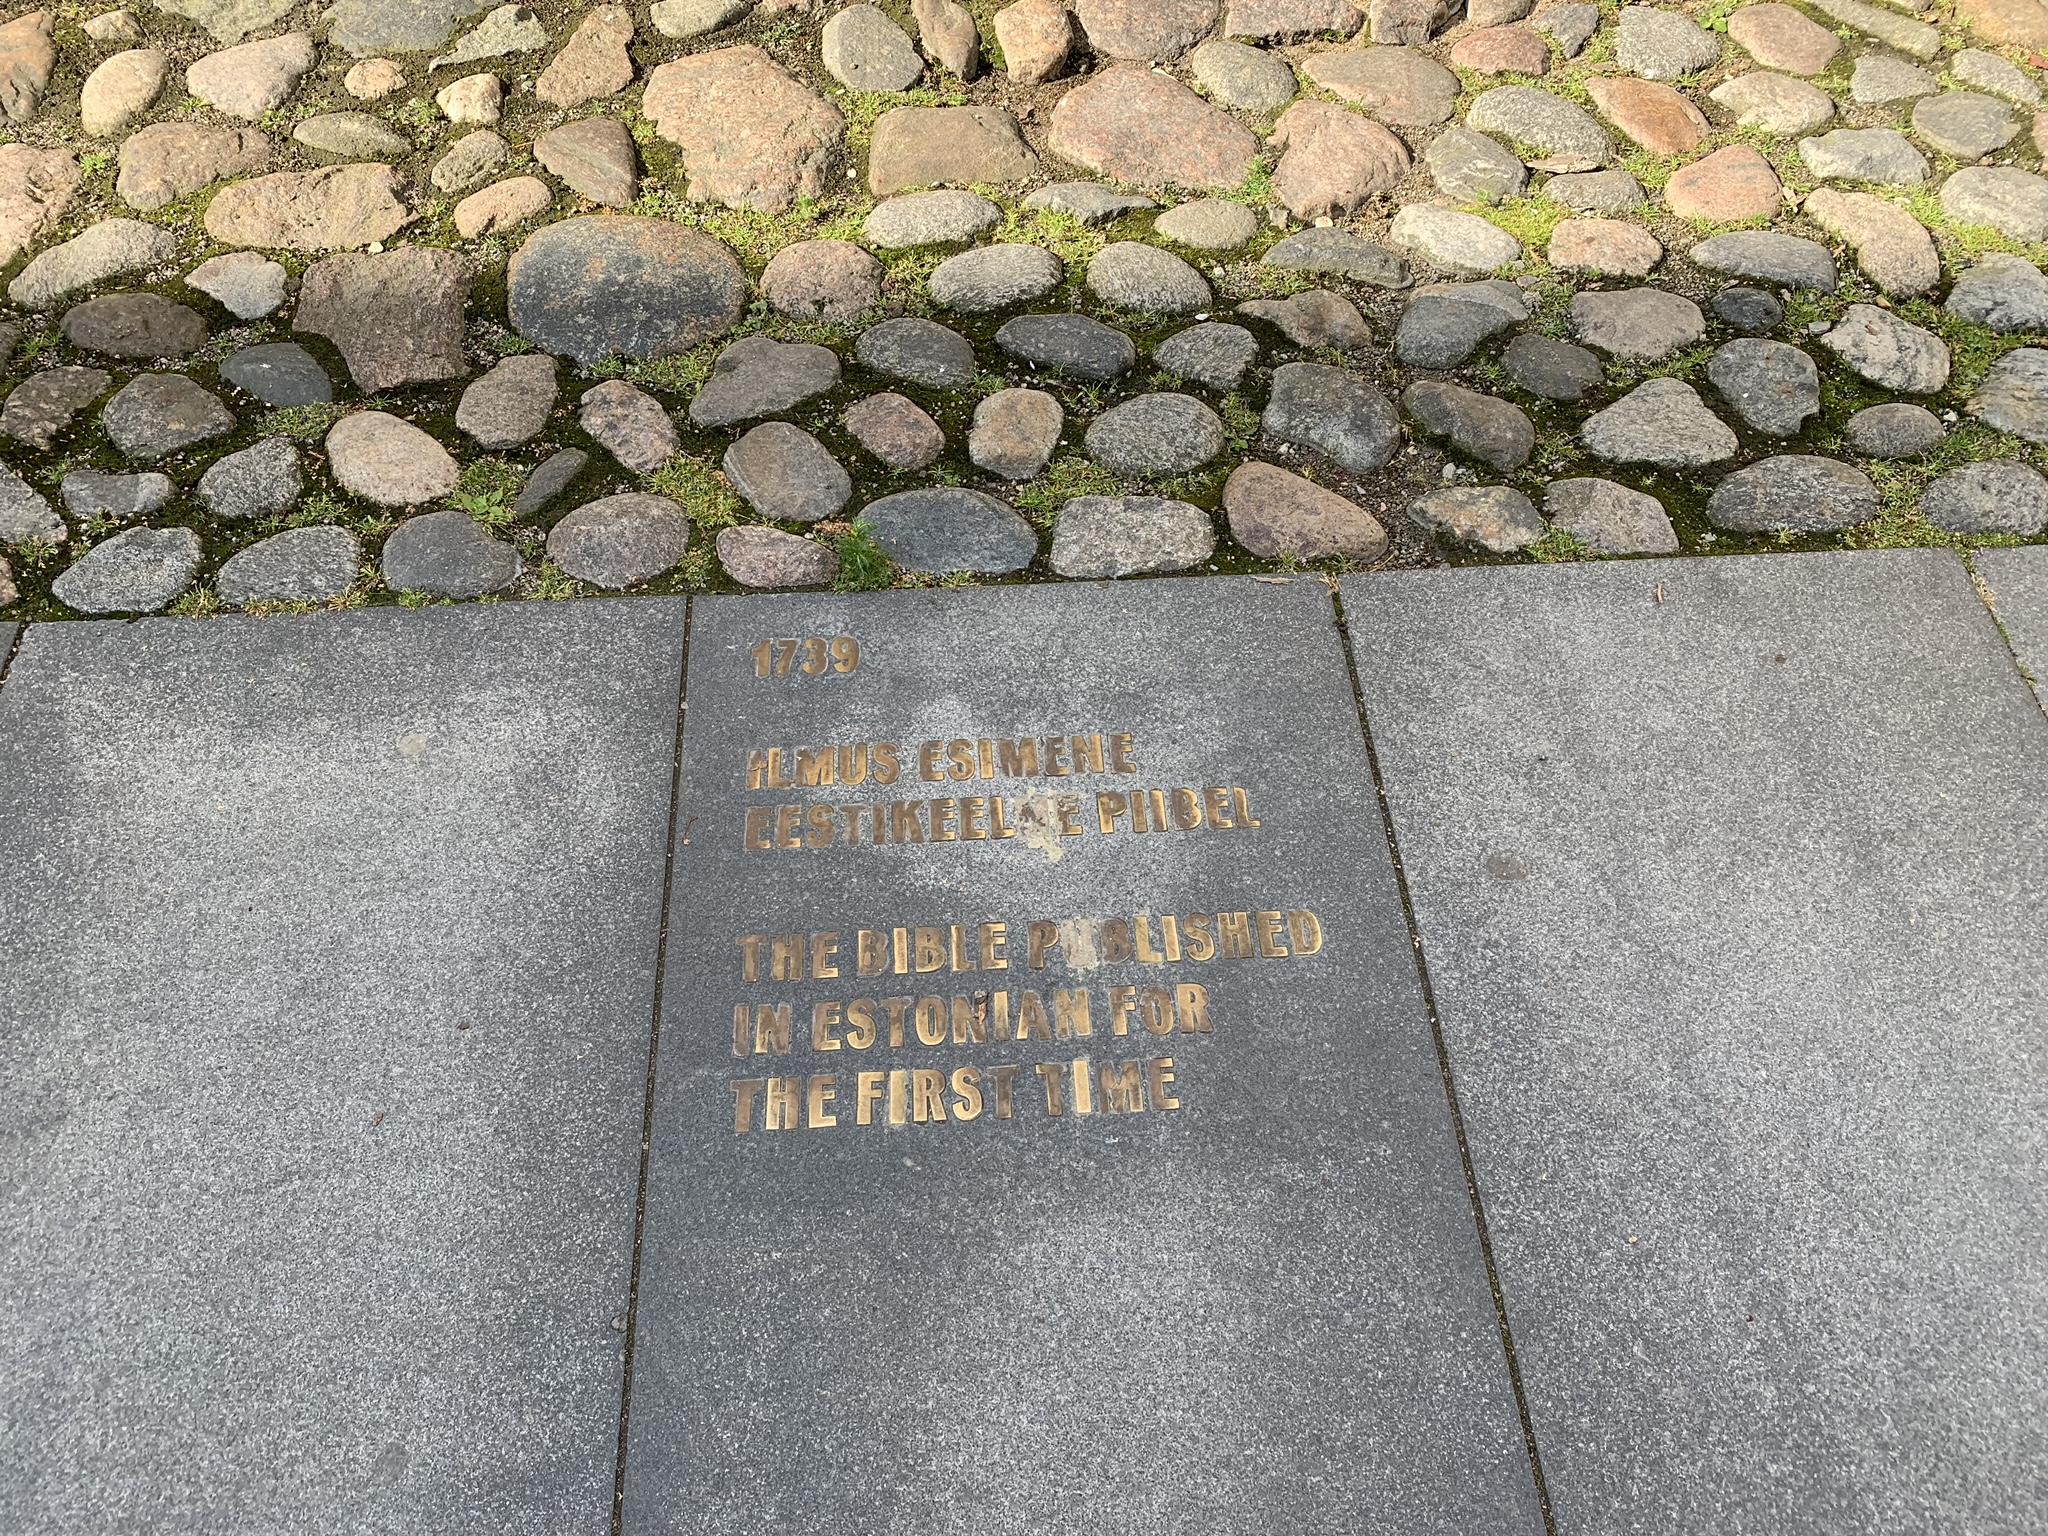 1739
ILMUS ESIMENE
EESTIKEELNE PIIBEL
THE BIBLE PUBLISHED
IN ESTONIAN FOR
THE FIRST TIME